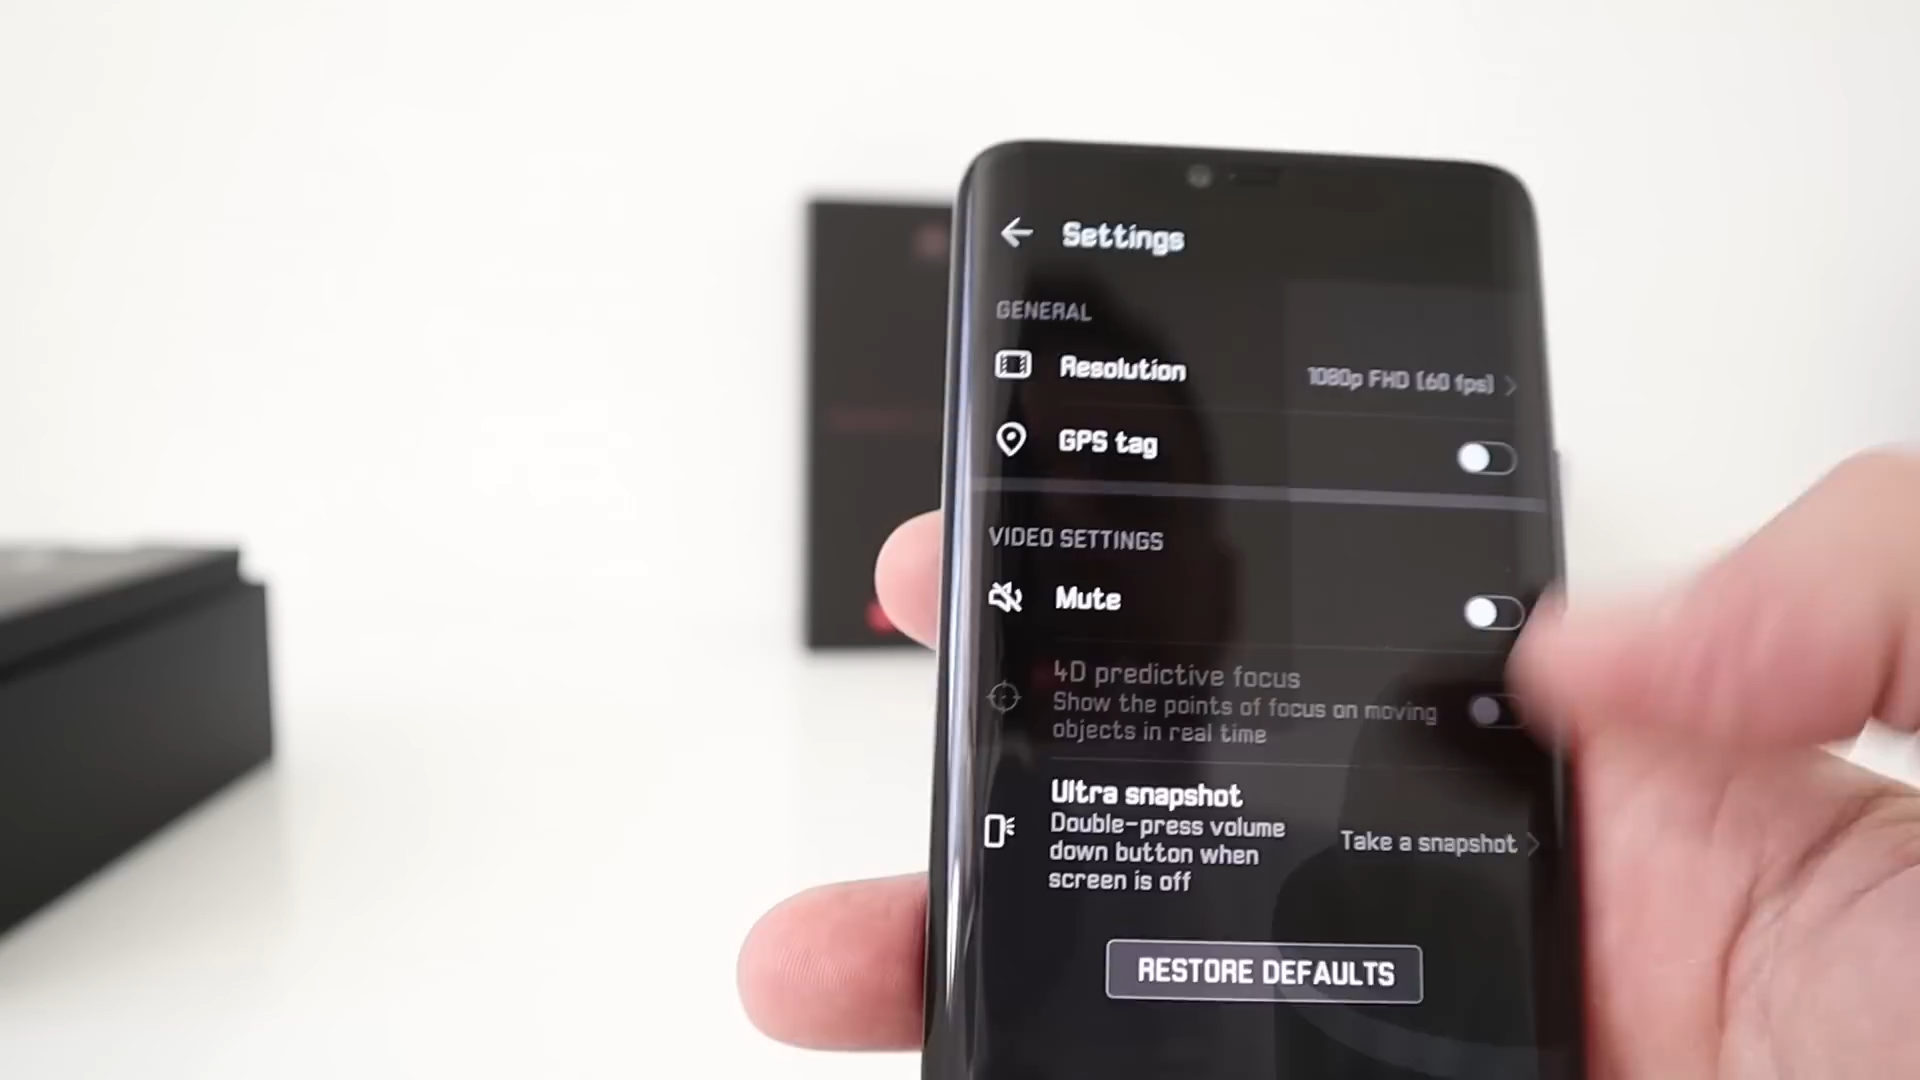 Settings
GENERAL
Resolution 1080p FHD (60 fps)
GPS tag
VIDEO SETTINGS
Mute
4D predictive focus
Show the points of focus on moving
objects in real time
Ultra snapshot
Double-press volume
down button when
screen is off
Take a snapshot
RESTORE DEFAULTS